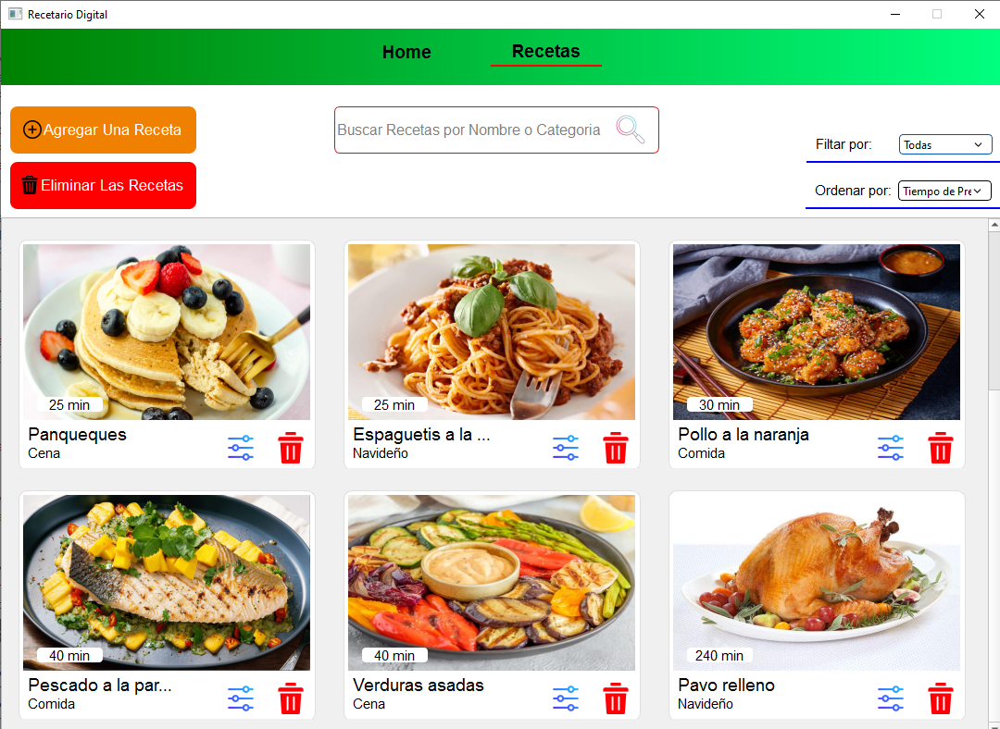 Recetario Digital
Home
Recetas
Agregar Una Receta
Buscar Recetas por Nombre o Categoria
Filtar por:
Todas
Eliminar Las Recetas
Ordenar por:
Tiempo de Pre
25 min
25 min
30 min
Panqueques
Cena
Espaguetis a la ...
Navideño
Pollo a la naranja
Comida
40 min
40 min
240 min
Pescado a la par...
Comida
Verduras asadas
Cena
Pavo relleno
Navideño